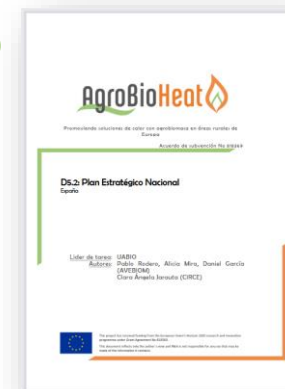 AgroBioHeat
Promoviendo soluciones de calor con agrobiomasa en áreas rurales de
Europa
Acuerdo de subvención No 818369
D5.2: Plan Estratégico Nacional
España
Líder de tarea: UABIO
Autores: Pablo Rodero, Alicia Mira, Daniel García
(AVEBIOM)
Clara Ángela Jarauta (CIRCE)